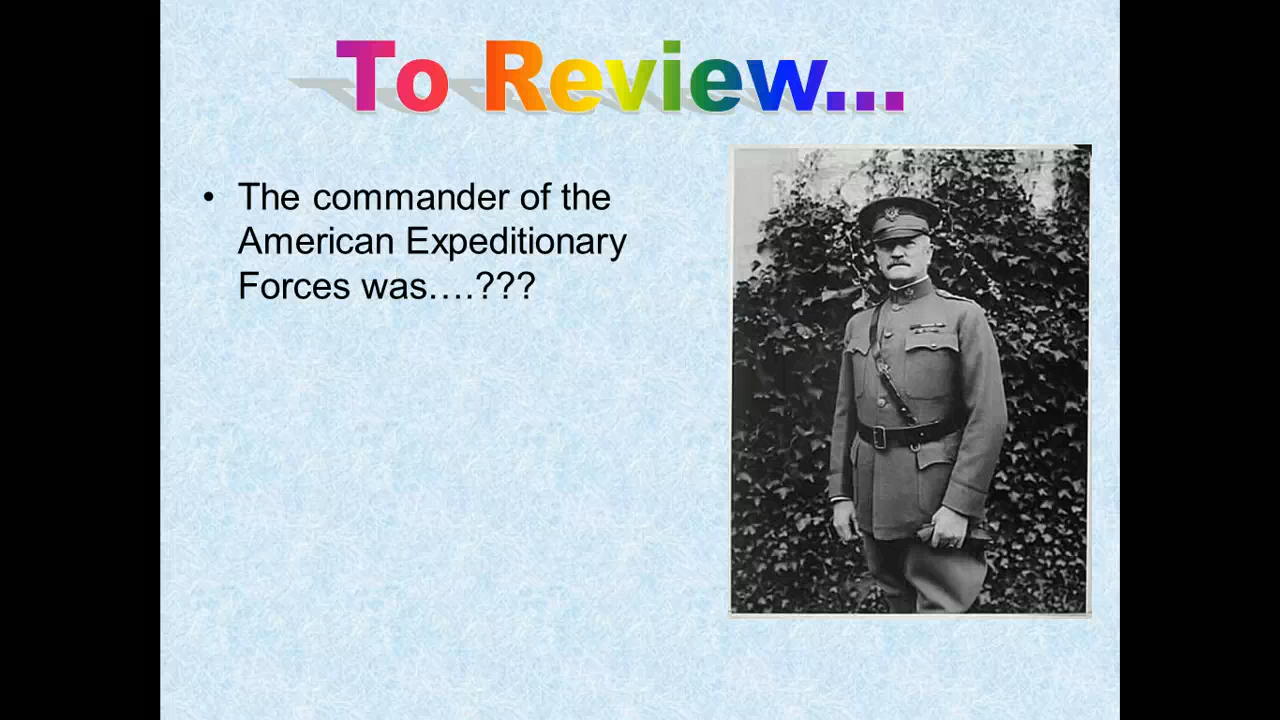 To Review...
• The commander of the
American Expeditionary
Forces was….???